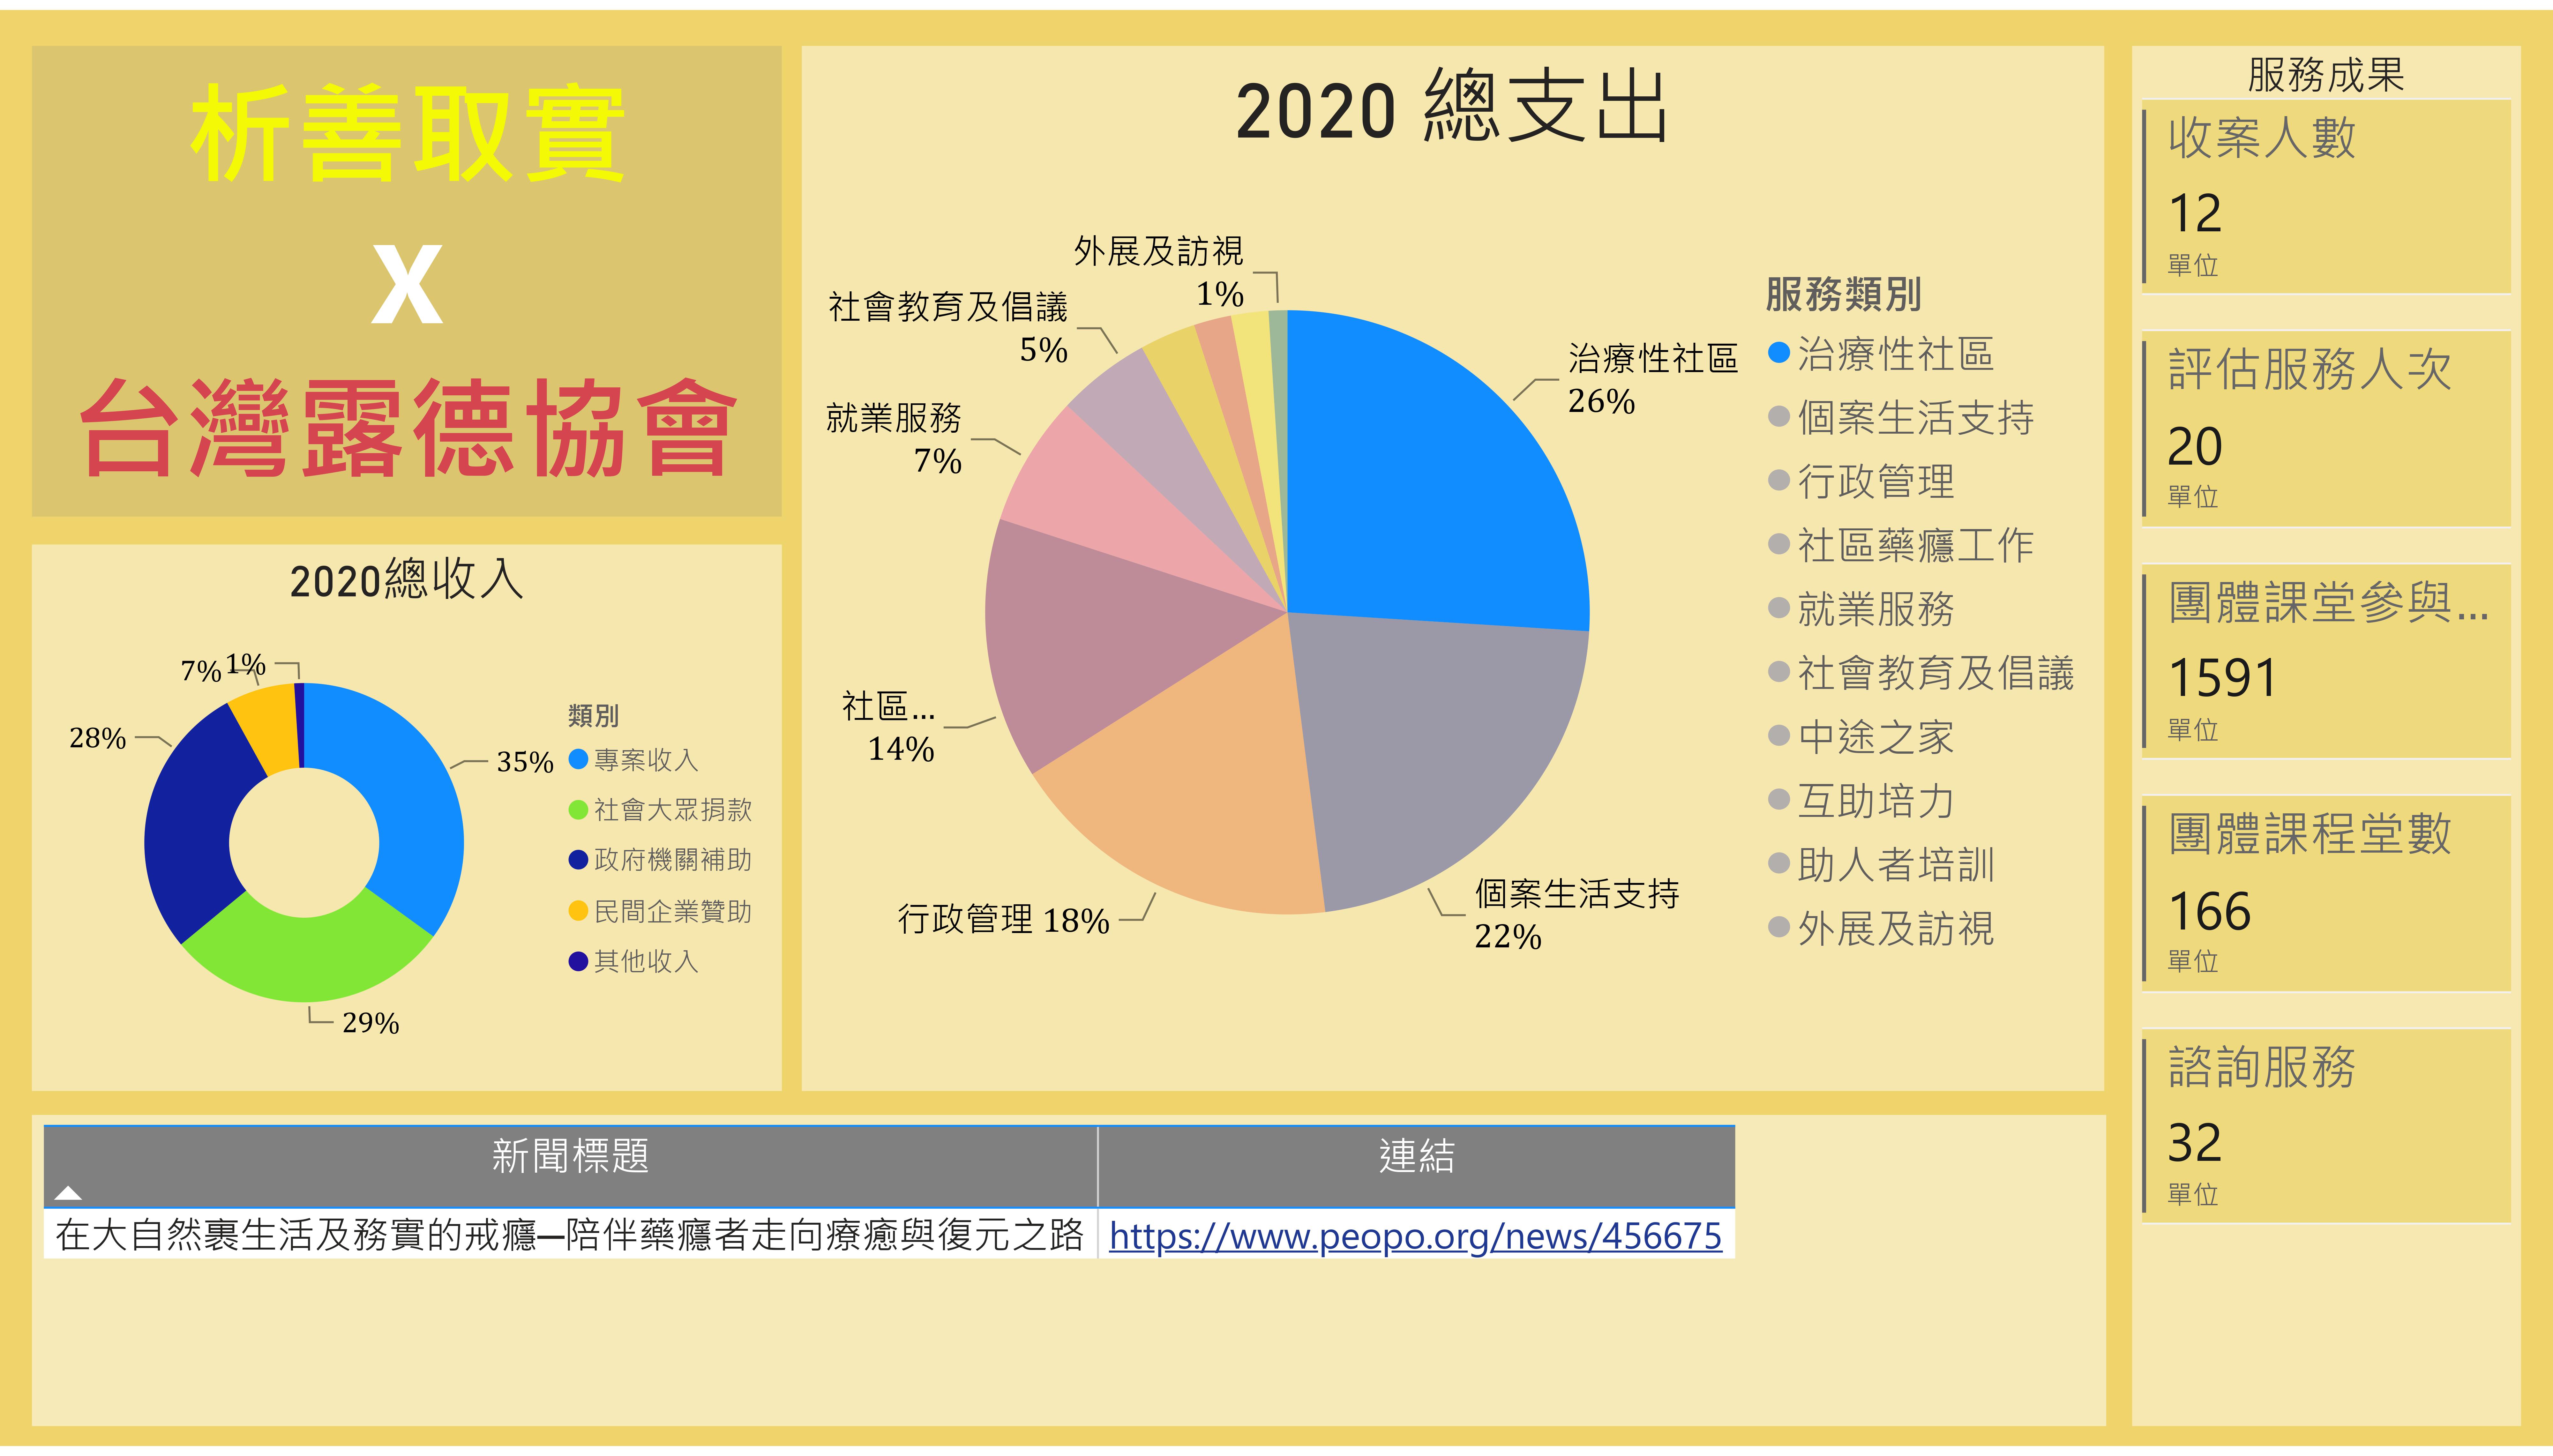 析善取實
X
台灣露德協會
2020總收入
7%
1%
28%
35%
29%
類別
專案收入
社會大眾捐款
政府機關補助
民間企業贊助
其他收入
2020 總支出
外展及訪視
1%
社會教育及倡議
5%
就業服務
7%
社區...
14%
行政管理 18%
個案生活支持
22%
治療性社區
26%
服務類別
治療性社區
個案生活支持
行政管理
社區藥癮工作
就業服務
社會教育及倡議
中途之家
互助培力
助人者培訓
外展及訪視
服務成果
收案人數
12
單位
評估服務人次
20
單位
團體課堂參與...
1591
單位
團體課程堂數
166
單位
諮詢服務
32
單位
新聞標題
連結
在大自然裹生活及務實的戒癮—陪伴藥癮者走向療癒與復元之路
https://www.peopo.org/news/456675